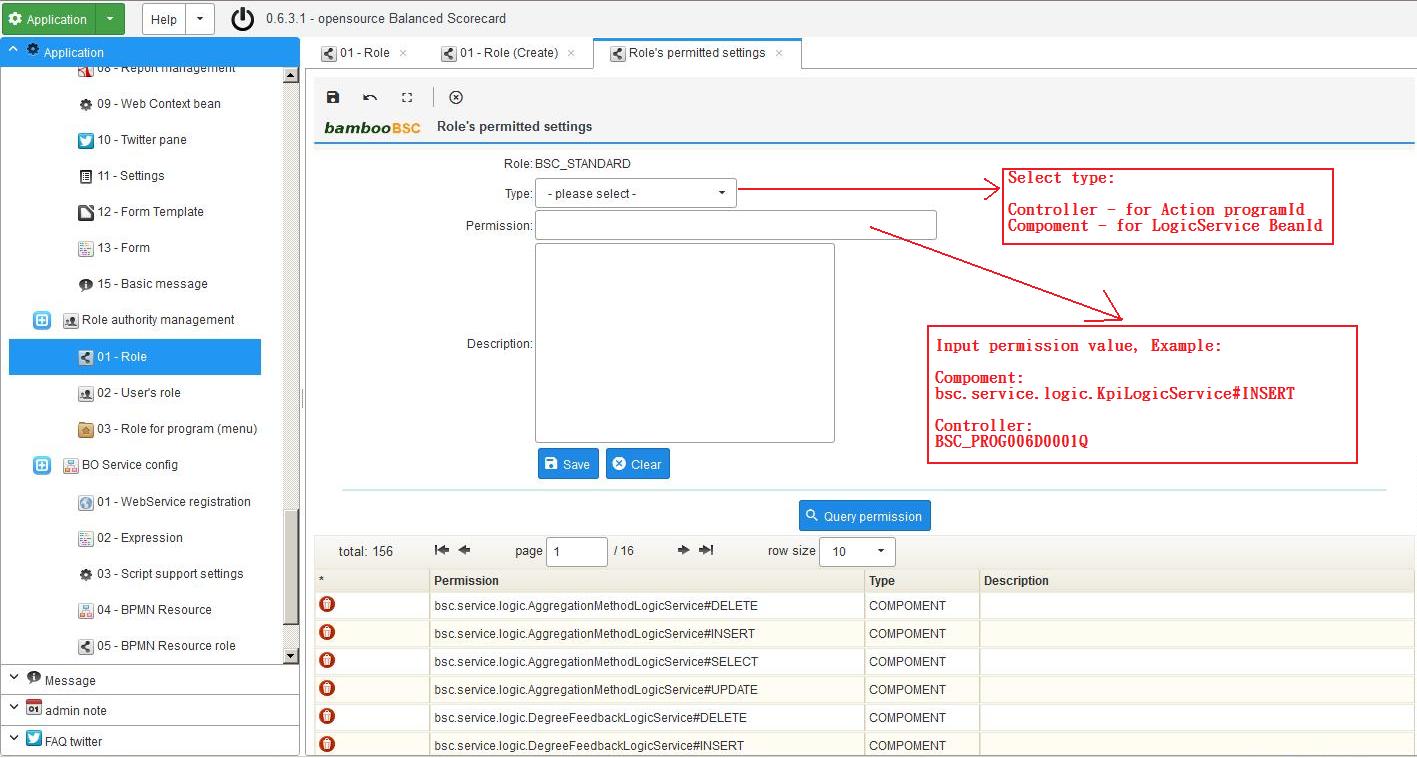 Application
Help
0.6.3.1 - opensource Balanced Scorecard
Application
08 - Report management
09 - Web Context bean
10 - Twitter pane
11 - Settings
12 - Form Template
13 - Form
15 - Basic message
Role authority management
01 - Role
02 - User's role
03 - Role for program (menu)
BO Service config
01 - WebService registration
02 - Expression
03 - Script support settings
04 - BPMN Resource
05 - BPMN Resource role
Message
admin note
FAQ twitter
01 - Role
01 - Role (Create)
Role's permitted settings
bambooBSC Role's permitted settings
Role: BSC_STANDARD
Type: - please select -
Permission:
Description:
Save
Clear
Select type:
Controller - for Action programId
Compoment - for LogicService BeanId
Input permission value, Example:
Compoment:
bsc.service.logic.KpiLogicService#INSERT
Controller:
BSC_PROG006D0001Q
Query permission
total: 156 page 1 / 16 row size 10
* Permission Type Description
bsc.service.logic.AggregationMethodLogicService#DELETE COMPOMENT
bsc.service.logic.AggregationMethodLogicService#INSERT COMPOMENT
bsc.service.logic.AggregationMethodLogicService#SELECT COMPOMENT
bsc.service.logic.AggregationMethodLogicService#UPDATE COMPOMENT
bsc.service.logic.DegreeFeedbackLogicService#DELETE COMPOMENT
bsc.service.logic.DegreeFeedbackLogicService#INSERT COMPOMENT